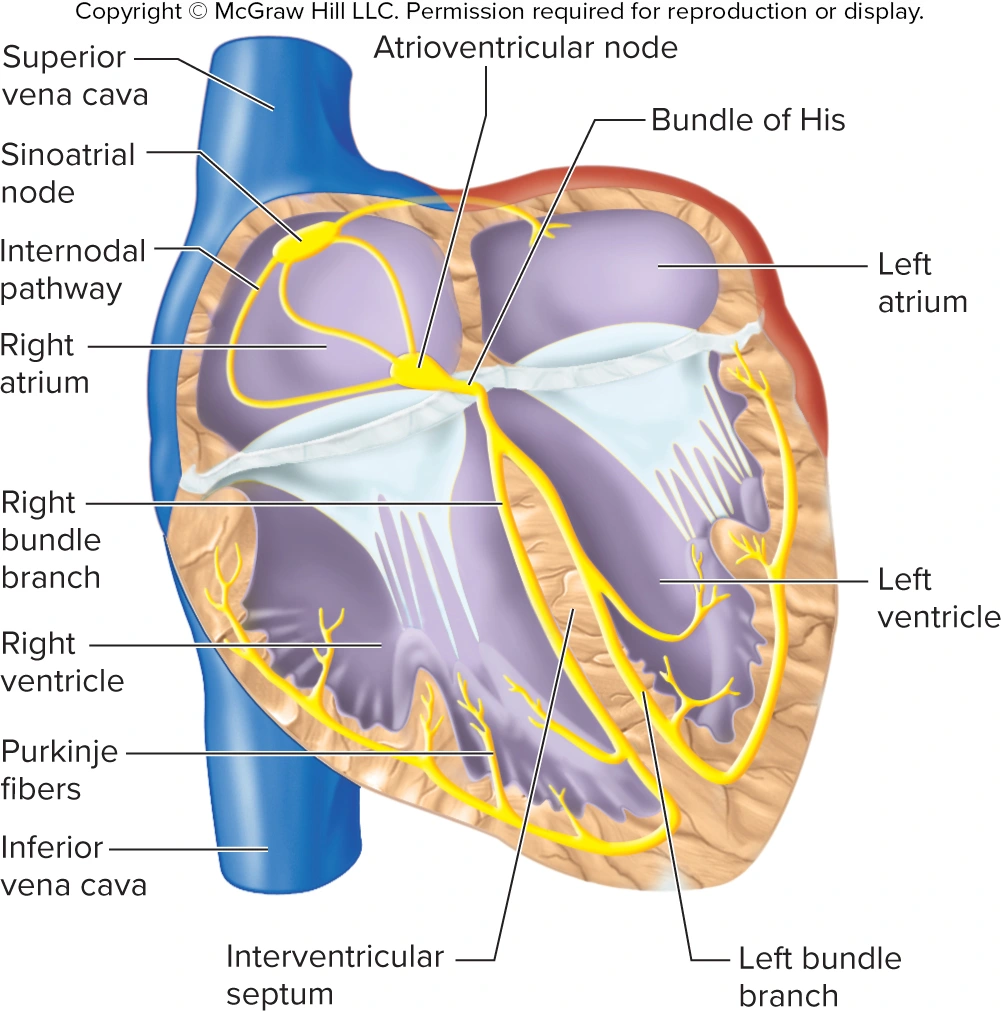 Copyright © McGraw Hill LLC. Permission required for reproduction or display.
Atrioventricular node
Superior
vena cava
Bundle of His
Sinoatrial
node
Internodal
pathway
Left
atrium
Right
atrium
Right
bundle
branch
Left
ventricle
Right
ventricle
Purkinje
fibers
Inferior
vena cava
Interventricular
septum
Left bundle
branch